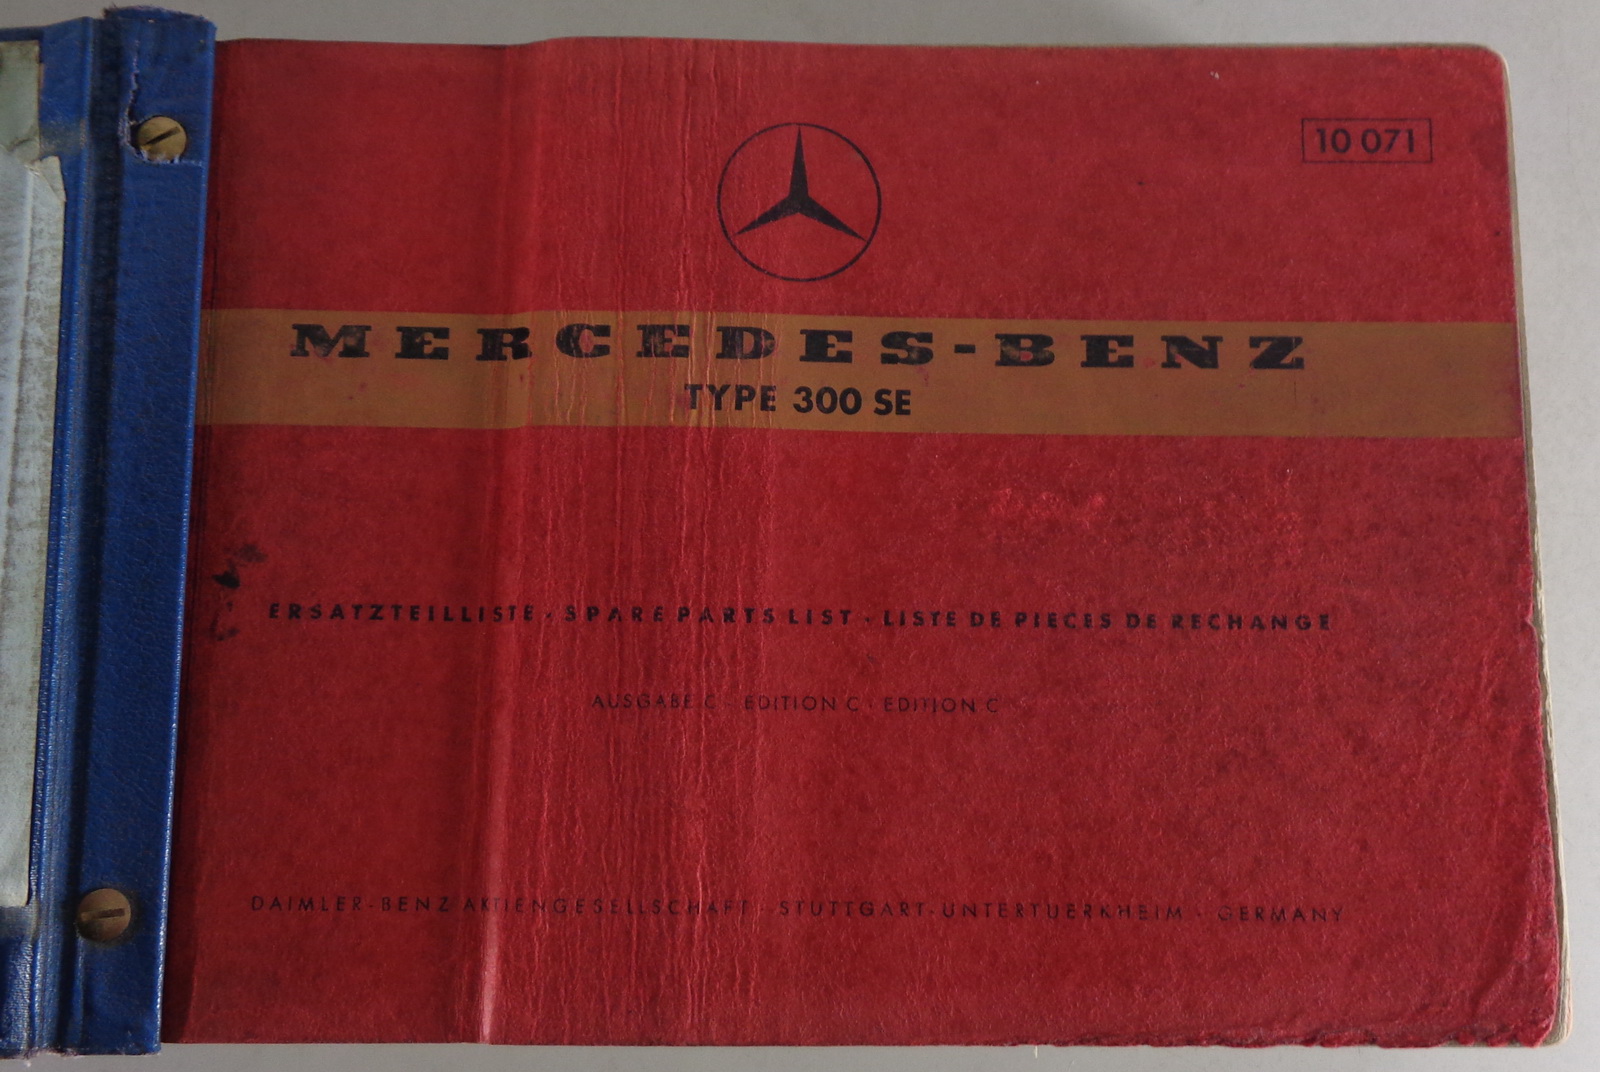 10 071
MERCEDES-BENZ
TYPE 300 SE
ERSATZTEILLISTE · SPARE PARTS LIST · LISTE DE PIECES DE RECHANGE
AUSGABE C · EDITION C · EDITION C
DAIMLER-BENZ AKTIENGESELLSCHAFT · STUTTGART-UNTERTUERKHEIM · GERMANY